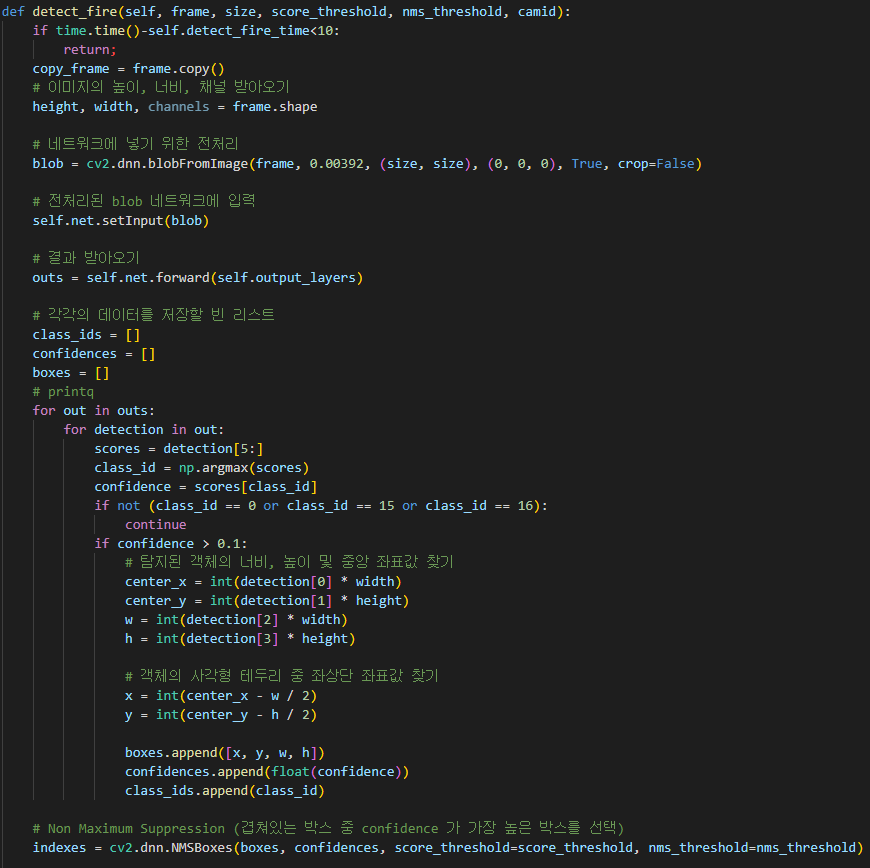 def detect_fire(self, frame, size, score_threshold, nms_threshold, camid):
    if time.time()-self.detect_fire_time<10:
        return;
    copy_frame = frame.copy()
    # 이미지의 높이, 너비, 채널 받아오기
    height, width, channels = frame.shape

    # 네트워크에 넣기 위한 전처리
    blob = cv2.dnn.blobFromImage(frame, 0.00392, (size, size), (0, 0, 0), True, crop=False)

    # 전처리된 blob 네트워크에 입력
    self.net.setInput(blob)

    # 결과 받아오기
    outs = self.net.forward(self.output_layers)

    # 각각의 데이터를 저장할 빈 리스트
    class_ids = []
    confidences = []
    boxes = []
    # printq
    for out in outs:
        for detection in out:
            scores = detection[5:]
            class_id = np.argmax(scores)
            confidence = scores[class_id]
            if not (class_id == 0 or class_id == 15 or class_id == 16):
                continue
            if confidence > 0.1:
                # 탐지된 객체의 너비, 높이 및 중앙 좌표값 찾기
                center_x = int(detection[0] * width)
                center_y = int(detection[1] * height)
                w = int(detection[2] * width)
                h = int(detection[3] * height)

                # 객체의 사각형 테두리 중 좌상단 좌표값 찾기
                x = int(center_x - w / 2)
                y = int(center_y - h / 2)

                boxes.append([x, y, w, h])
                confidences.append(float(confidence))
                class_ids.append(class_id)

    # Non Maximum Suppression (겹쳐있는 박스 중 confidence 가 가장 높은 박스를 선택)
    indexes = cv2.dnn.NMSBoxes(boxes, confidences, score_threshold=score_threshold, nms_threshold=nms_threshold)